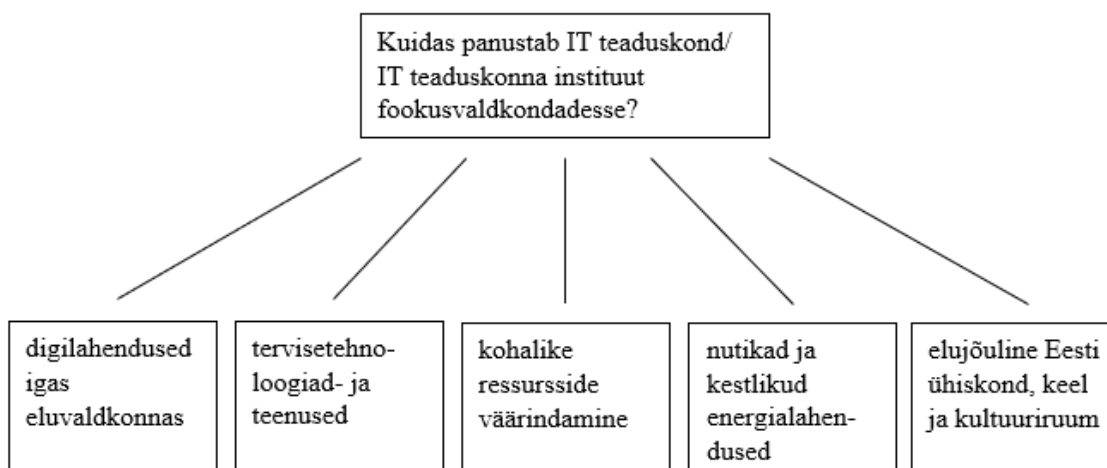 Kuidas panustab IT teaduskond/
IT teaduskonna instituut
fookusvaldkondadesse?
digilahendused
igas
eluvaldkonnas
tervisetehno-
loogiad- ja
teenused
kohalike
ressursside
väärindamine
nutikad ja
kestlikud
energialahen-
dused
elujõuline Eesti
ühiskond, keel
ja kultuuriruum